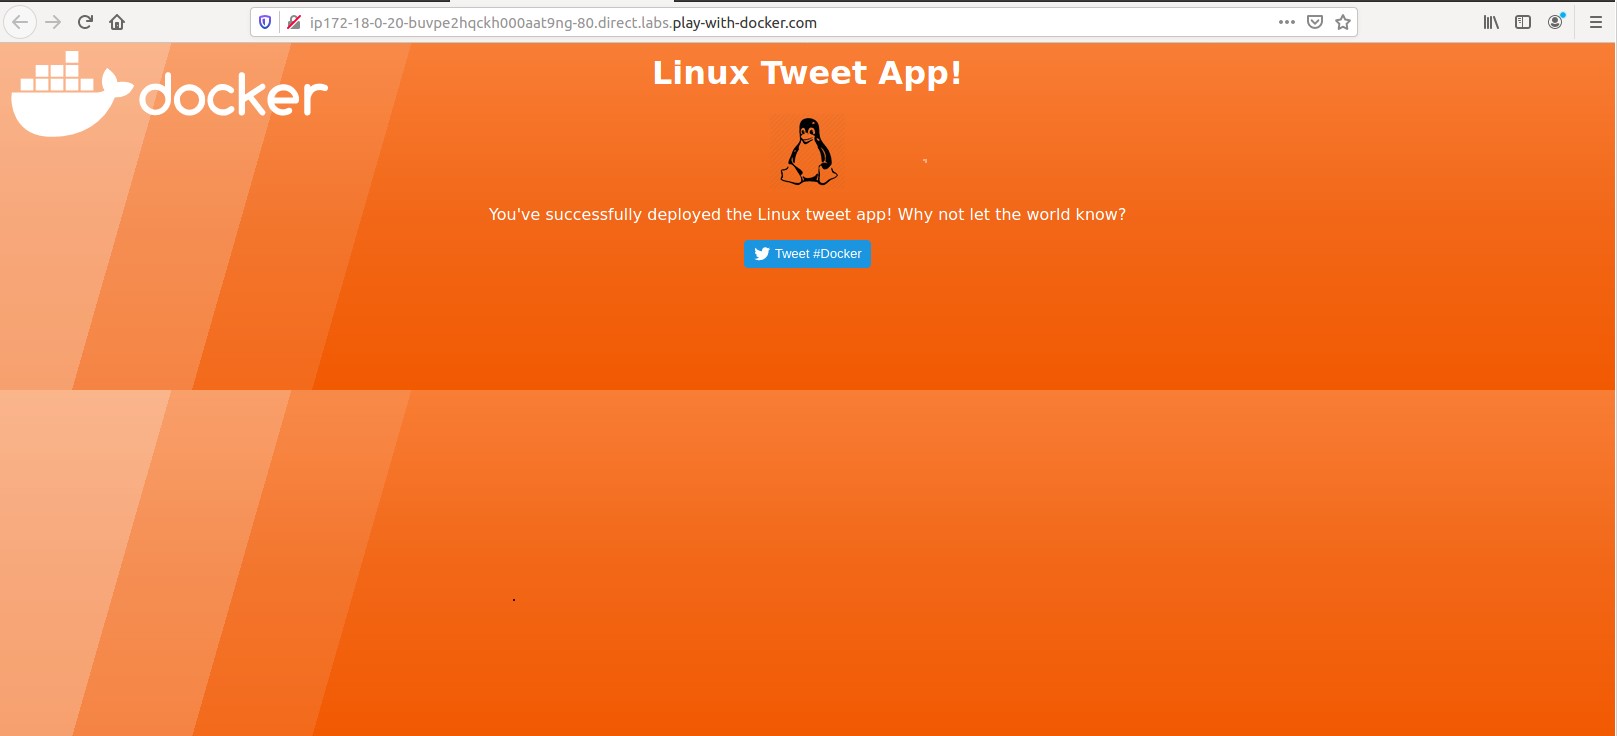 ip172-18-0-20-buvpe2hqckh000aat9ng-80.direct.labs.play-with-docker.com
docker
Linux Tweet App!
You've successfully deployed the Linux tweet app! Why not let the world know?
Tweet #Docker